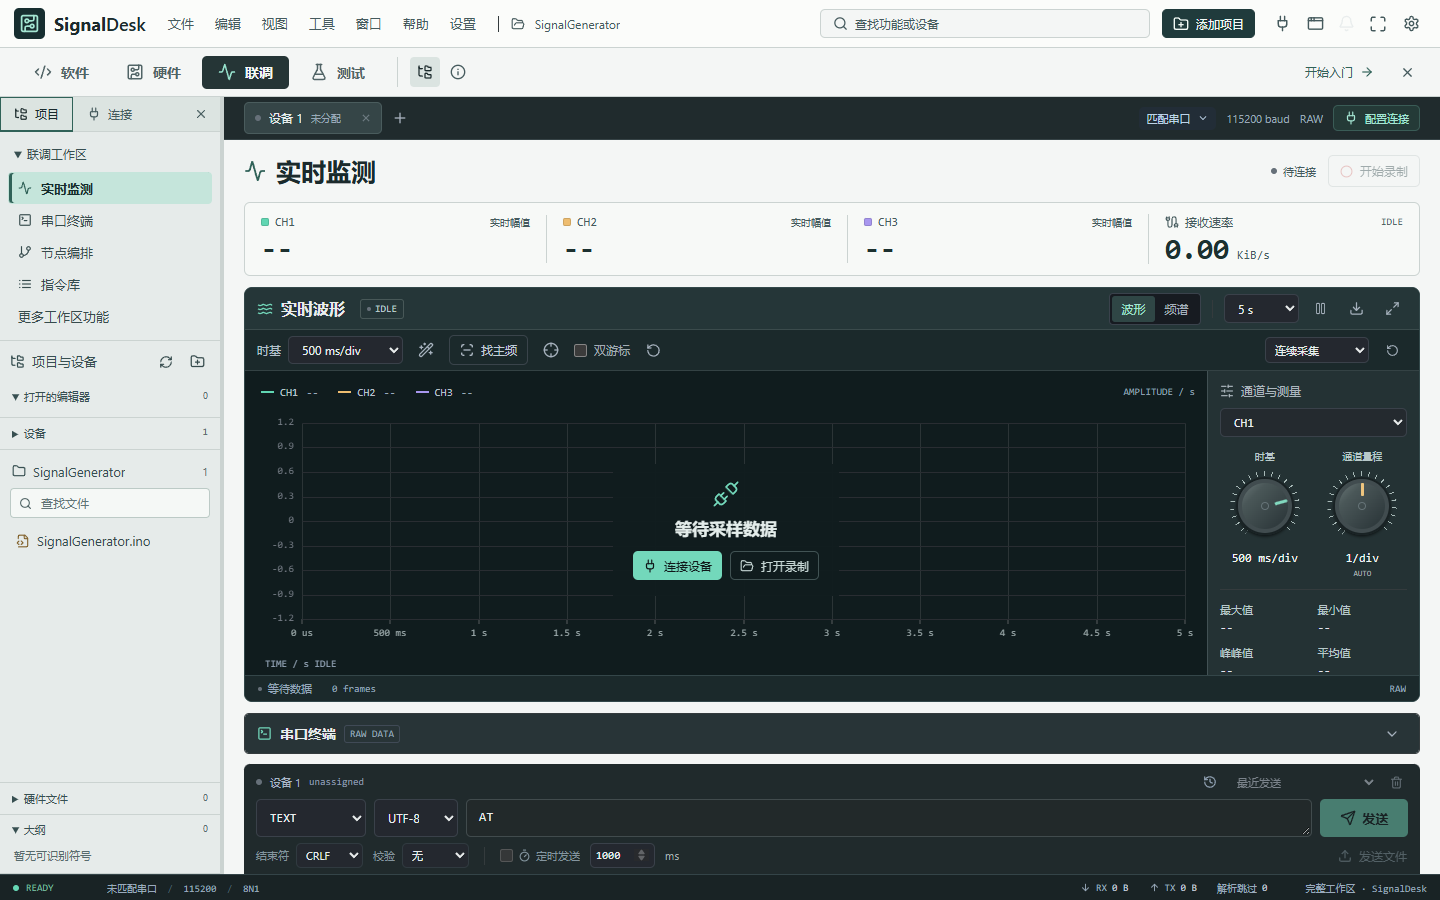 SignalDesk 文件 编辑 视图 工具 窗口 帮助 设置 SignalGenerator 查找功能或设备 添加项目
软件 硬件 联调 测试 开始入门
项目 连接
设备 1 未分配 匹配串口 115200 baud RAW 配置连接
联调工作区
实时监测
串口终端
节点编排
指令库
更多工作区功能
项目与设备
打开的编辑器 0
设备 1
SignalGenerator 1
查找文件
SignalGenerator.ino
硬件文件 0
大纲 0
暂无可识别符号
实时监测 待连接 开始录制
CH1 实时幅值 CH2 实时幅值 CH3 实时幅值 接收速率 IDLE
-- -- -- 0.00 KiB/s
实时波形 IDLE 波形 频谱 5 s
时基 500 ms/div 找主频 双游标 连续采集
CH1 -- CH2 -- CH3 -- AMPLITUDE / s
1.2
0.9
0.6
0.3
0
-0.3
-0.6
-0.9
-1.2
等待采样数据
连接设备 打开录制
0 us 500 ms 1 s 1.5 s 2 s 2.5 s 3 s 3.5 s 4 s 4.5 s 5 s
TIME / s IDLE
通道与测量
CH1
时基 通道量程
500 ms/div 1/div
AUTO
最大值 最小值
-- --
峰峰值 平均值
-- --
等待数据 0 frames RAW
串口终端 RAW DATA
设备 1 unassigned 最近发送
TEXT UTF-8 AT 发送
结束符 CRLF 校验 无 定时发送 1000 ms 发送文件
READY 未匹配串口 / 115200 / 8N1 RX 0 B TX 0 B 解析跳过 0 完整工作区 · SignalDesk